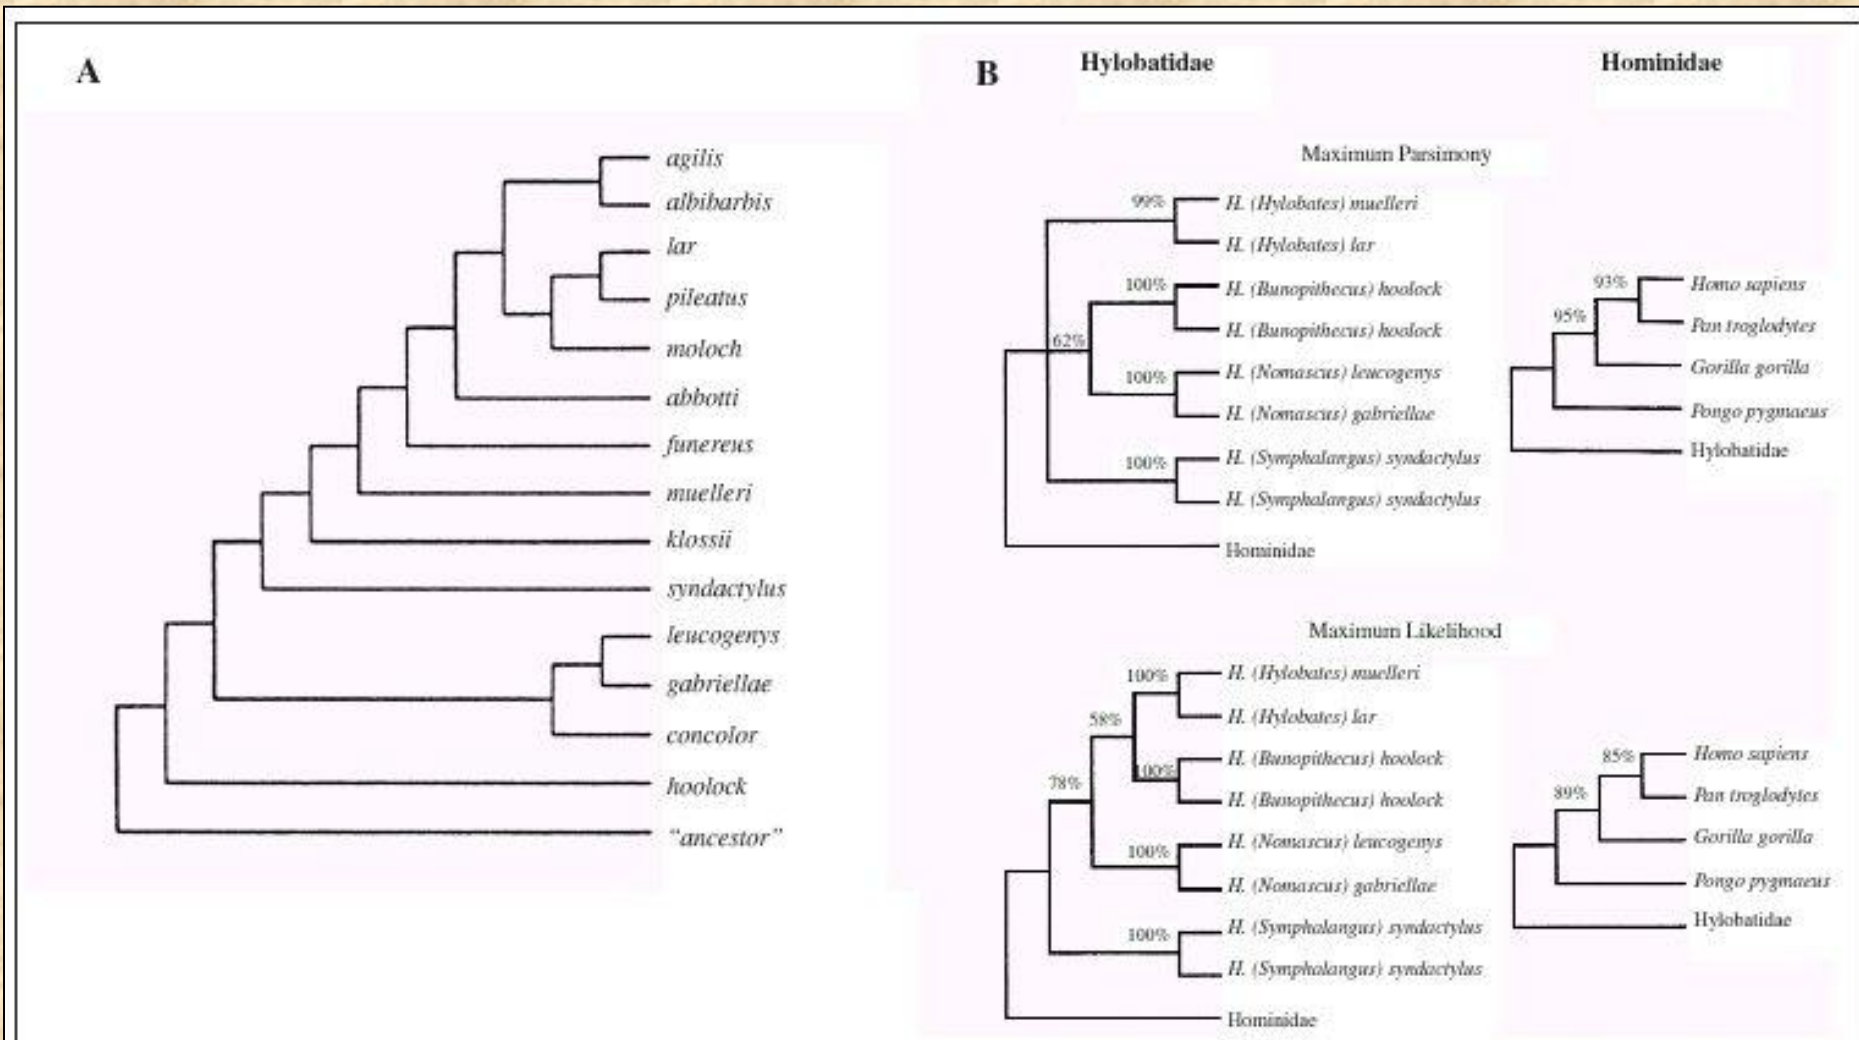 A
agilis
albibarbis
lar
pileatus
moloch
abbotti
funereus
muelleri
klossii
syndactylus
leucogenys
gabriellae
concolor
hoolock
“ancestor”
B
Hylobatidae
Hominidae
Maximum Parsimony
99%
H. (Hylobates) muelleri
H. (Hylobates) lar
100%
H. (Bunopithecus) hoolock
H. (Bunopithecus) hoolock
62%
100%
H. (Nomascus) leucogenys
H. (Nomascus) gabriellae
100%
H. (Symphalangus) syndactylus
H. (Symphalangus) syndactylus
Hominidae
93%
Homo sapiens
95%
Pan troglodytes
Gorilla gorilla
Pongo pygmaeus
Hylobatidae
Maximum Likelihood
100%
H. (Hylobates) muelleri
58%
H. (Hylobates) lar
H. (Bunopithecus) hoolock
100%
78%
H. (Bunopithecus) hoolock
H. (Nomascus) leucogenys
100%
H. (Nomascus) gabriellae
H. (Symphalangus) syndactylus
100%
H. (Symphalangus) syndactylus
Hominidae
85%
Homo sapiens
89%
Pan troglodytes
Gorilla gorilla
Pongo pygmaeus
Hylobatidae